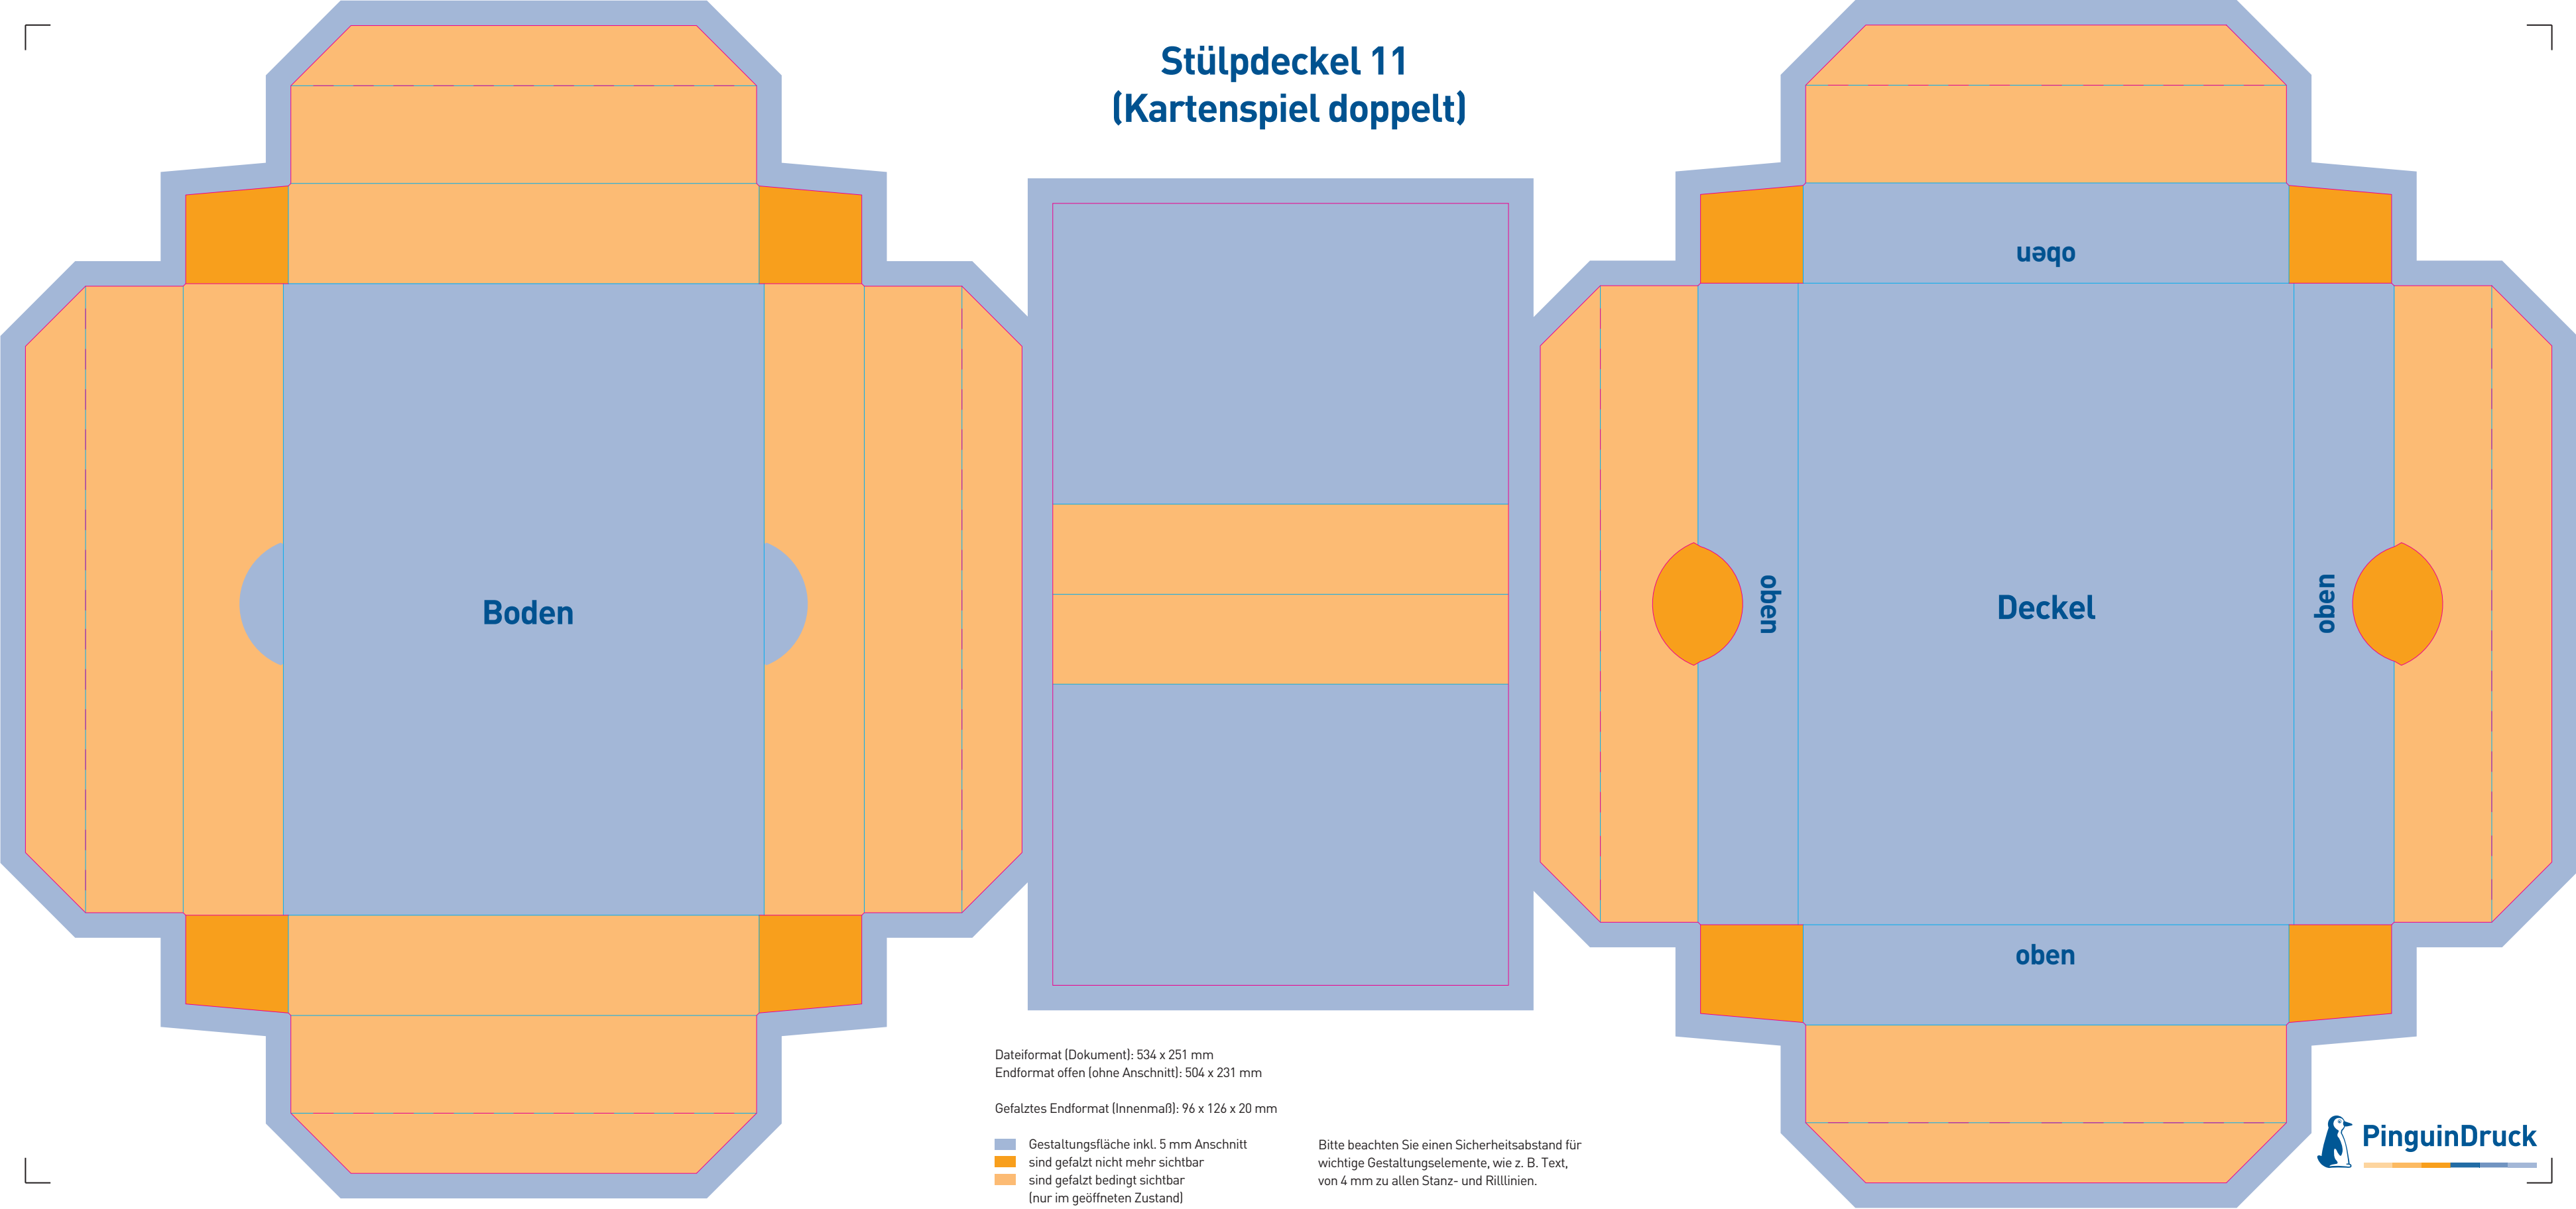 Stülpdeckel 11
(Kartenspiel doppelt)
oben
Boden
oben
Deckel
oben
oben
Dateiformat (Dokument): 534 x 251 mm
Endformat offen (ohne Anschnitt): 504 x 231 mm
Gefalztes Endformat (Innenmaß): 96 x 126 x 20 mm
Gestaltungsfläche inkl. 5 mm Anschnitt
sind gefalzt nicht mehr sichtbar
sind gefalzt bedingt sichtbar
(nur im geöffneten Zustand)
Bitte beachten Sie einen Sicherheitsabstand für
wichtige Gestaltungselemente, wie z. B. Text,
von 4 mm zu allen Stanz- und Rilllinien.
PinguinDruck